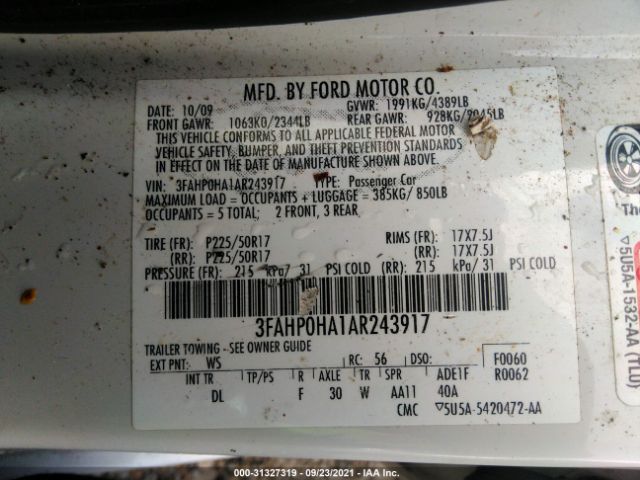 MFD. BY FORD MOTOR CO.
DATE: 10/09 GVWR: 1991KG/4389LB
FRONT GAWR: 1063KG/2344LB REAR GAWR: 928KG/2045LB
THIS VEHICLE CONFORMS TO ALL APPLICABLE FEDERAL MOTOR
VEHICLE SAFETY, BUMPER, AND THEFT PREVENTION STANDARDS
IN EFFECT ON THE DATE OF MANUFACTURE SHOWN ABOVE.
VIN: 3FAHP0HA1AR243917 TYPE: Passenger Car
MAXIMUM LOAD = OCCUPANTS + LUGGAGE = 385KG/ 850LB
OCCUPANTS = 5 TOTAL; 2 FRONT, 3 REAR
TIRE (FR): P225/50R17 RIMS (FR): 17X7.5J
(RR): P225/50R17 (RR): 17X7.5J
PRESSURE (FR): 215 kPa/ 31 PSI COLD (RR): 215 kPa/ 31 PSI COLD
3FAHP0HA1AR243917
TRAILER TOWING - SEE OWNER GUIDE
EXT PNT: WS RC: 56 DSO: F0060
INT TR TP/PS R AXLE TR SPR ADE1F R0062
DL F 30 W AA11 40A
CMC ▽5U5A-5420472-AA
The
▽5U5A-1532-AA (TLU)
000-31327319 - 09/23/2021 - IAA Inc.